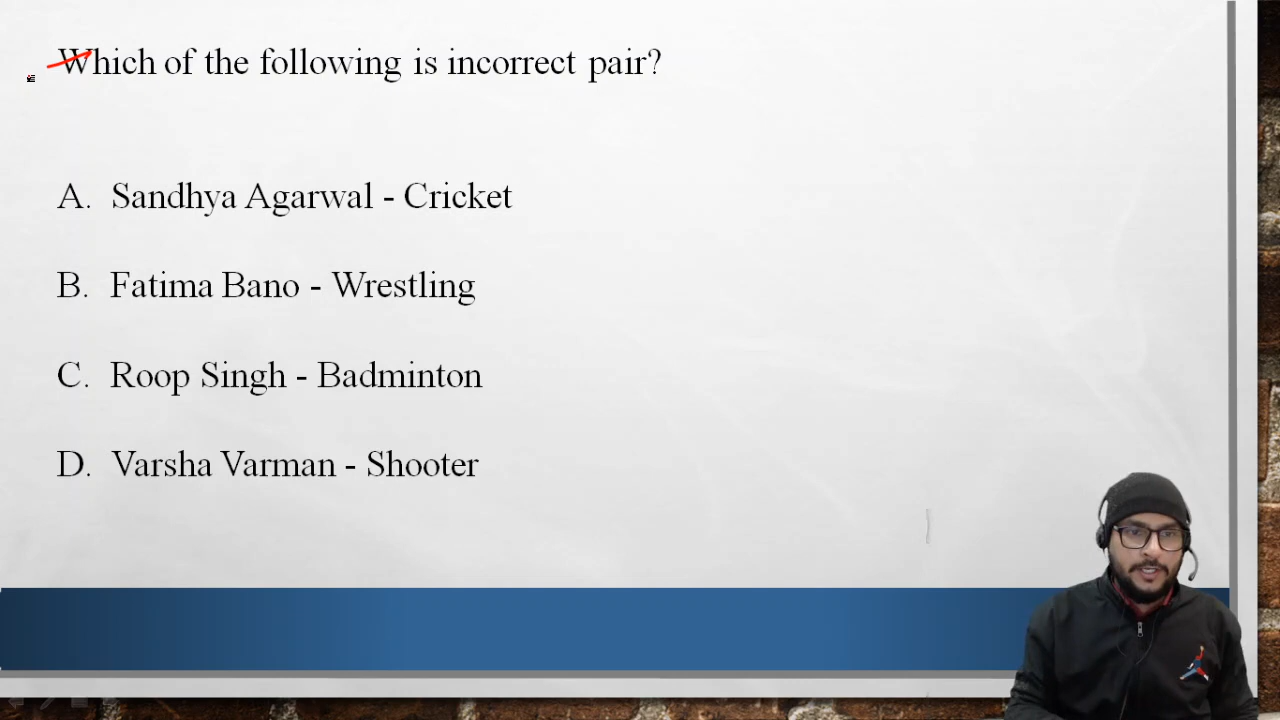 Which of the following is incorrect pair?
A. Sandhya Agarwal - Cricket
B. Fatima Bano - Wrestling
C. Roop Singh - Badminton
D. Varsha Varman - Shooter